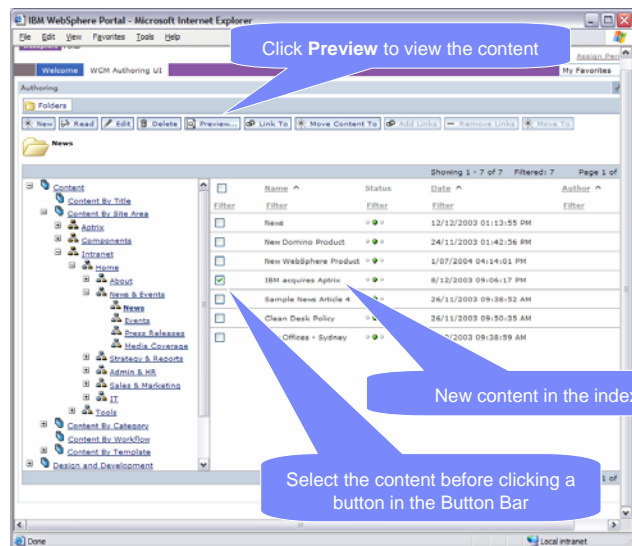 IBM WebSphere Portal - Microsoft Internet Explorer
File Edit View Favorites Tools Help
Click Preview to view the content
Welcome WCM Authoring UI
My Favorites
Authoring
Folders
New Read Edit Delete Preview... Link To Move Content To Add Links Remove Links Move To
News
Showing 1 - 7 of 7 Filtered: 7 Page 1 of
Name Status Date Author
Filter Filter Filter Filter Filter
Content
Content By Title
Content By Site Area
Aptrix
Components
Intranet
Home
About
News & Events
News
Events
Press Releases
Media Coverage
Strategy & Reports
Admin & HR
Sales & Marketing
IT
Tools
Content By Category
Content By Workflow
Content By Template
Design and Development
News 12/12/2003 01:13:55 PM
New Domino Product 24/11/2003 01:42:56 PM
New WebSphere Product 1/07/2004 04:14:01 PM
IBM acquires Aptrix 8/12/2003 09:06:17 PM
Sample News Article 4 26/11/2003 09:38:52 AM
Clean Desk Policy 26/11/2003 09:50:35 AM
Offices - Sydney /2003 09:38:59 AM
New content in the index
Select the content before clicking a
button in the Button Bar
1 of
Done Local intranet